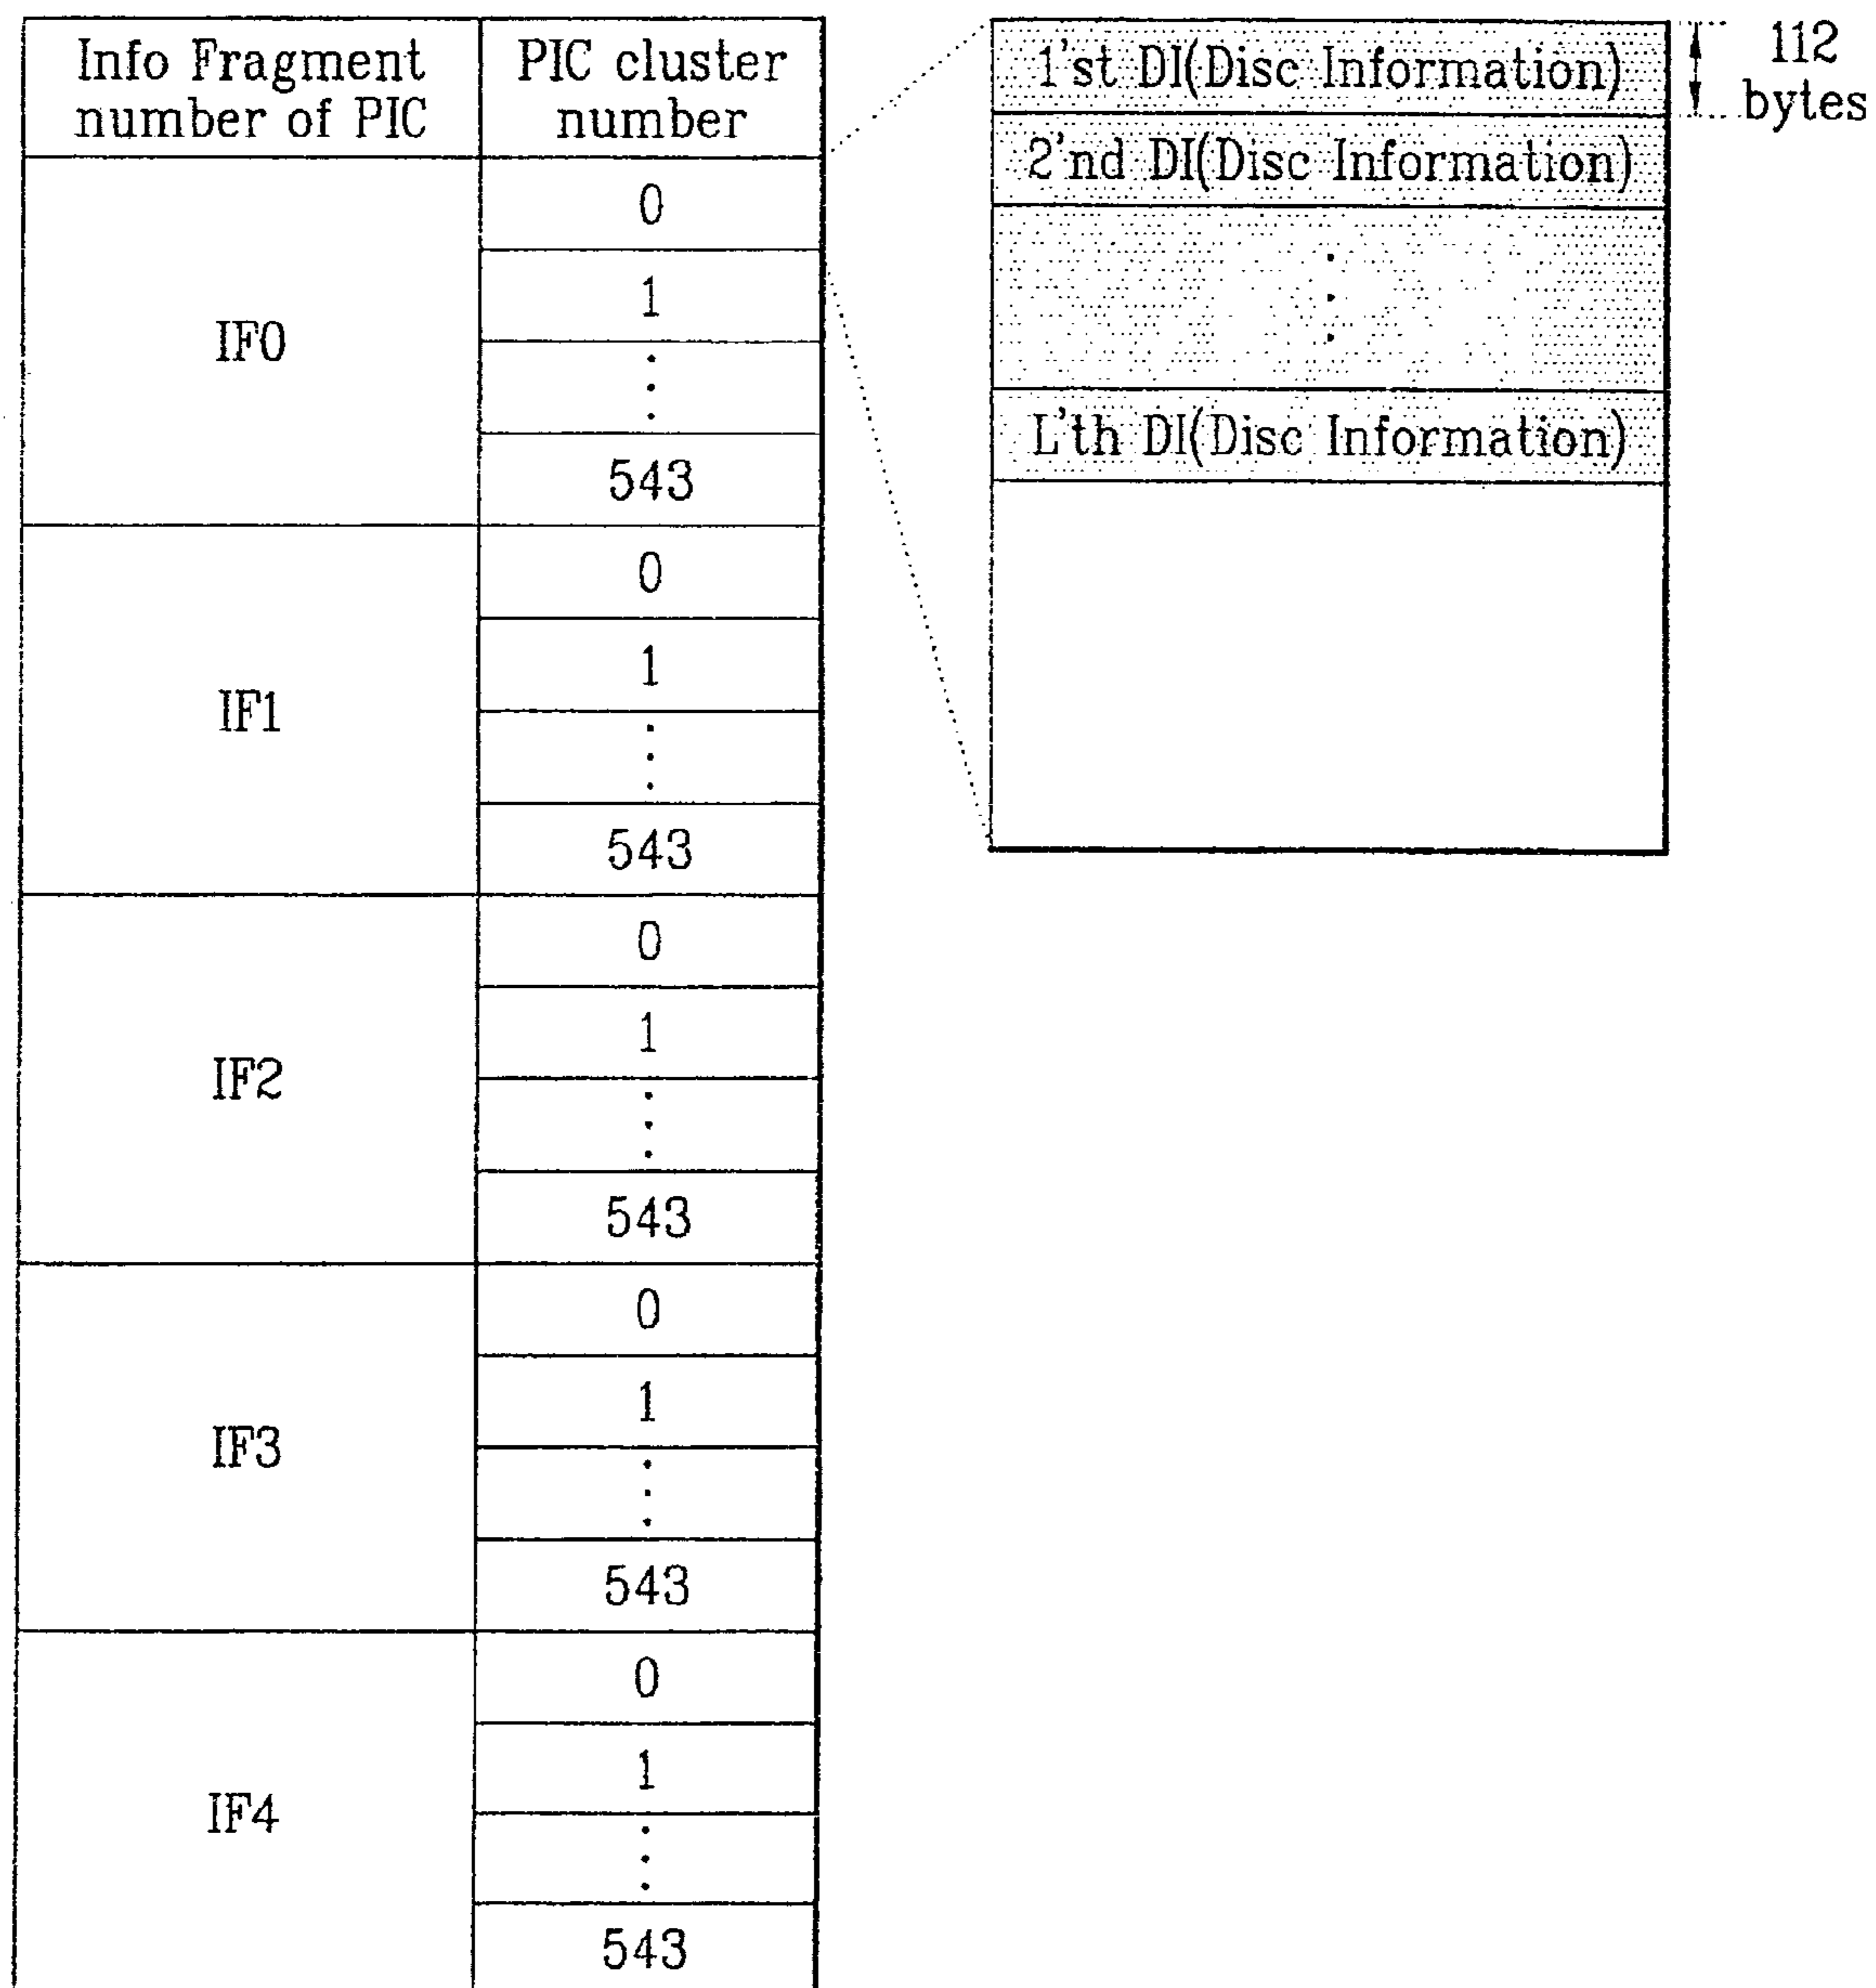 Info Fragment
number of PIC
PIC cluster
number
IF0
0
1
543
IF1
0
1
543
IF2
0
1
543
IF3
0
1
543
IF4
0
1
543
1'st DI(Disc Information)
2'nd DI(Disc Information)
L'th DI(Disc Information)
112
bytes